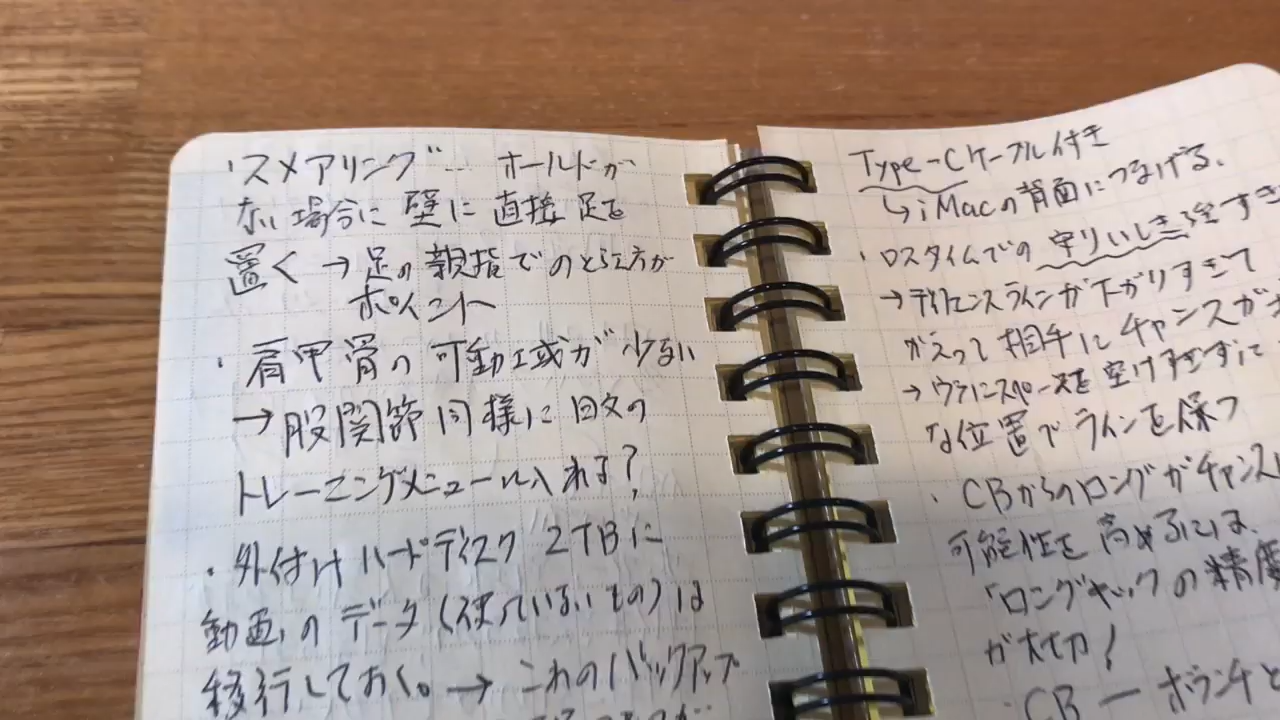 ・スメアリング… ホールドが
ない場合に 壁に 直接 足を
置く → 足の親指でのとらえ方が
ポイント
・肩甲骨の可動域が少ない
→ 股関節同様に日々の
トレーニングメニュー入れる?
・外付けハードディスク 2TBに
動画のデータ(使っていないもの)は
移行しておく。→ これのバックアップ
Type-Cケーブル付き
↳ iMacの背面につなげる。
・ロスタイムでの 守りいしき強すぎ
→ ディフェンスラインが下がりすぎて
かえって相手にチャンスが
→ ウラにスペースを空けすぎずに
な位置でラインを保つ
・CBからのロングがチャンス
可能性を高めるには、
「ロングキックの精度
が大切!
・CB ー ボランチと